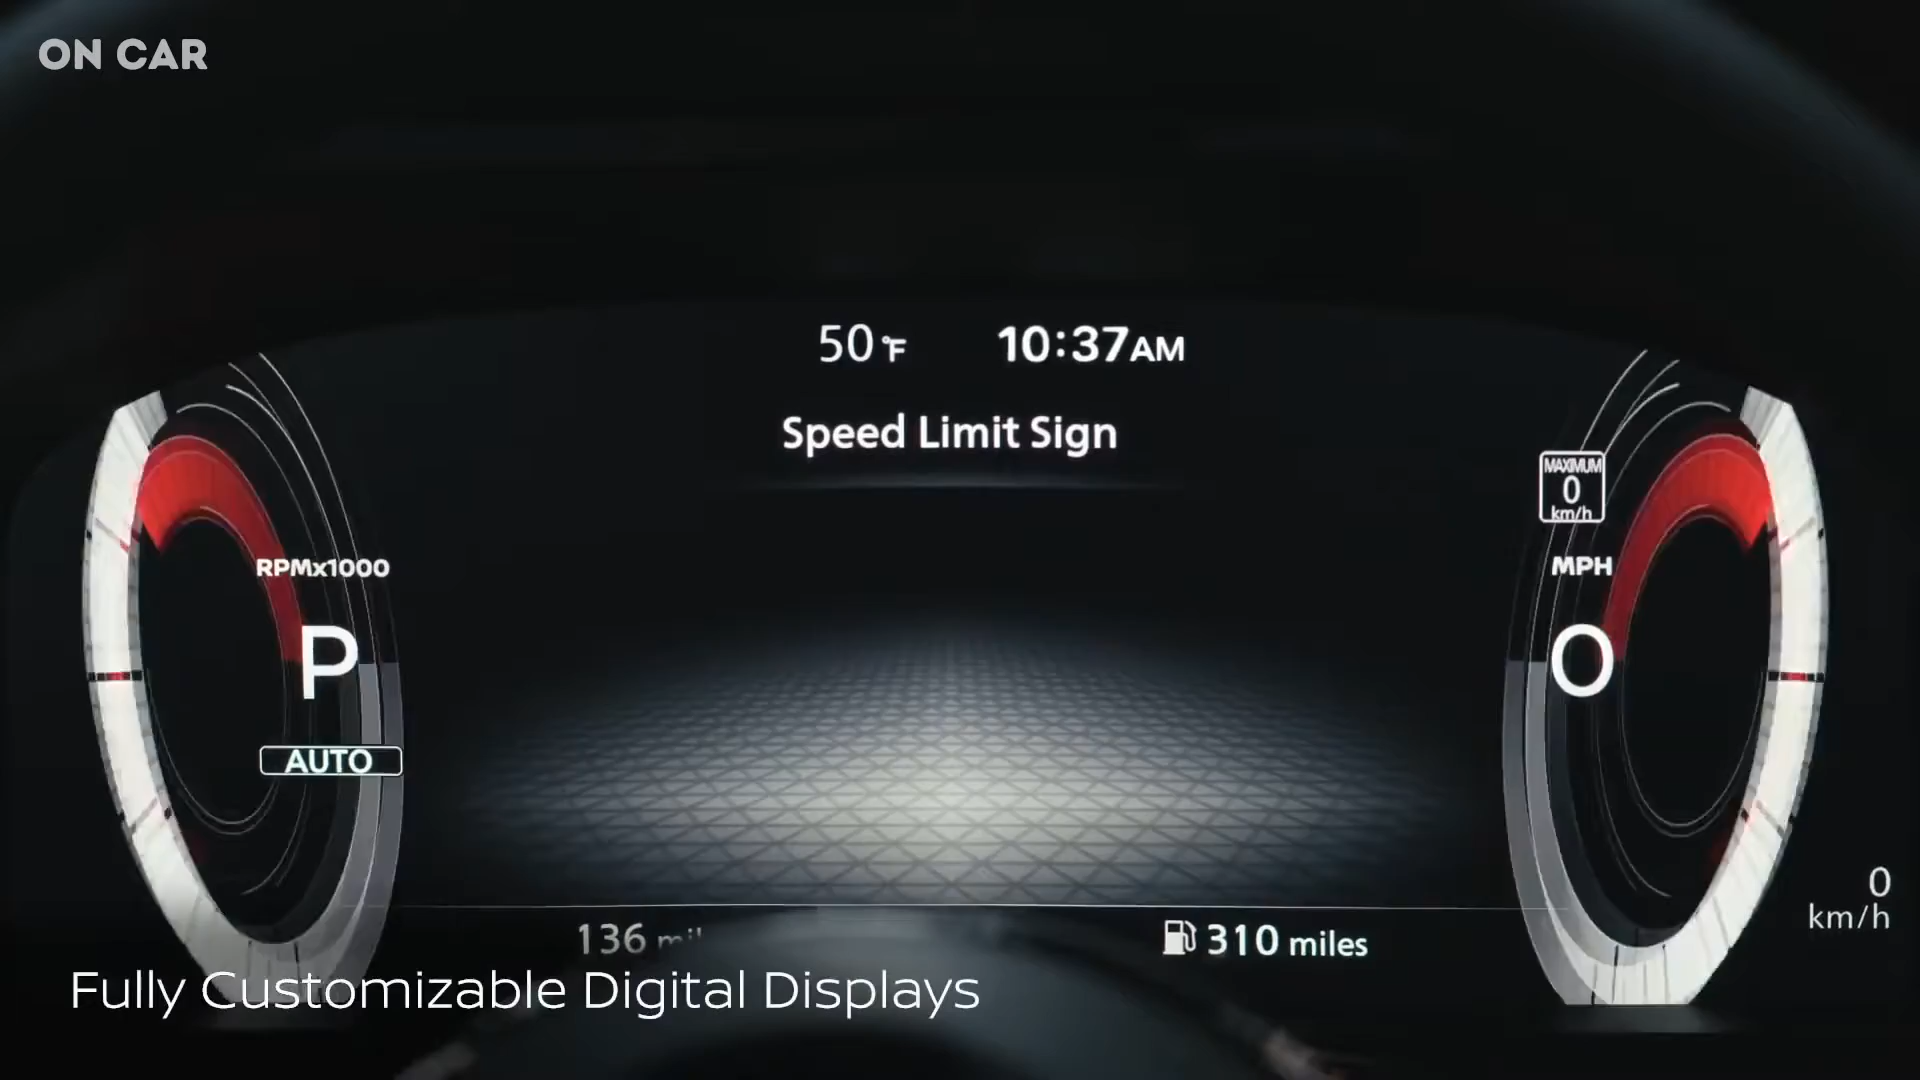 ON CAR
50 °F 10:37AM
Speed Limit Sign
MAXIMUM
0
km/h
RPMx1000
MPH
P
0
AUTO
0
km/h
136
310 miles
Fully Customizable Digital Displays